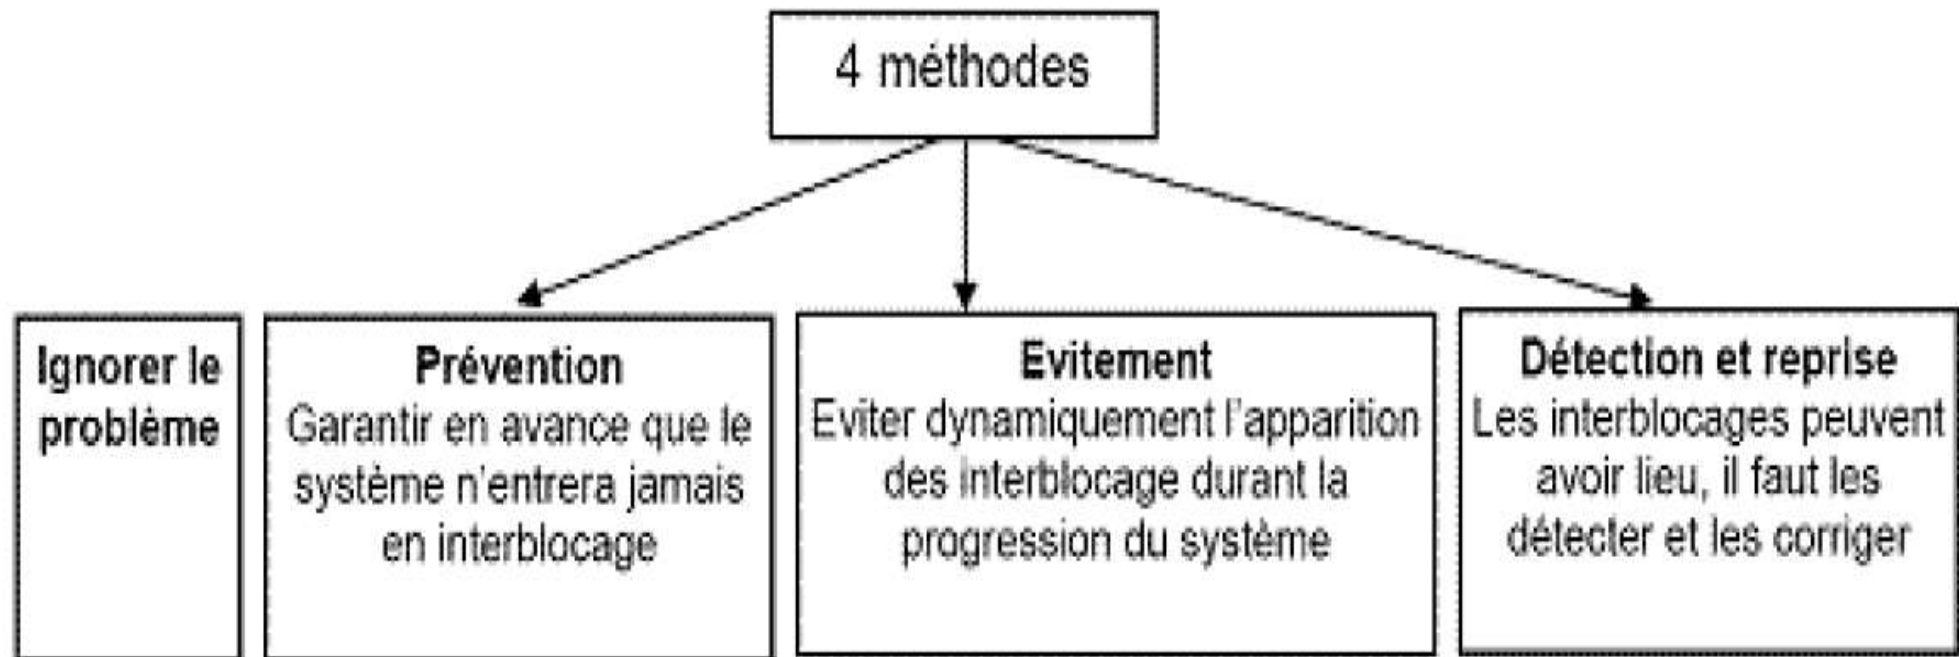 4 méthodes
Ignorer le
problème
Prévention
Garantir en avance que le
système n'entrera jamais
en interblocage
Evitement
Eviter dynamiquement l'apparition
des interblocage durant la
progression du système
Détection et reprise
Les interblocages peuvent
avoir lieu, il faut les
détecter et les corriger